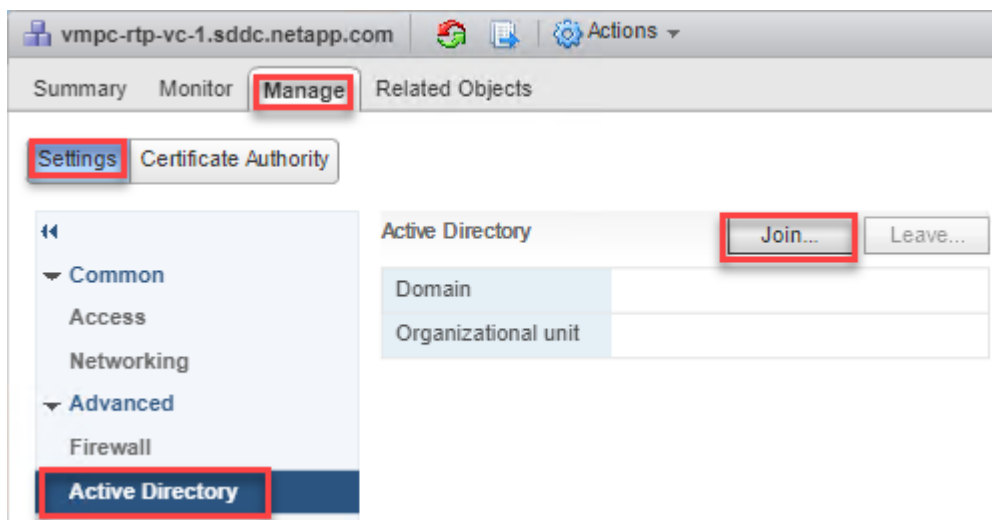 vmpc-rtp-vc-1.sddc.netapp.com Actions
Summary Monitor Manage Related Objects
Settings Certificate Authority
Active Directory Join... Leave...
Common
Domain
Access
Organizational unit
Networking
Advanced
Firewall
Active Directory